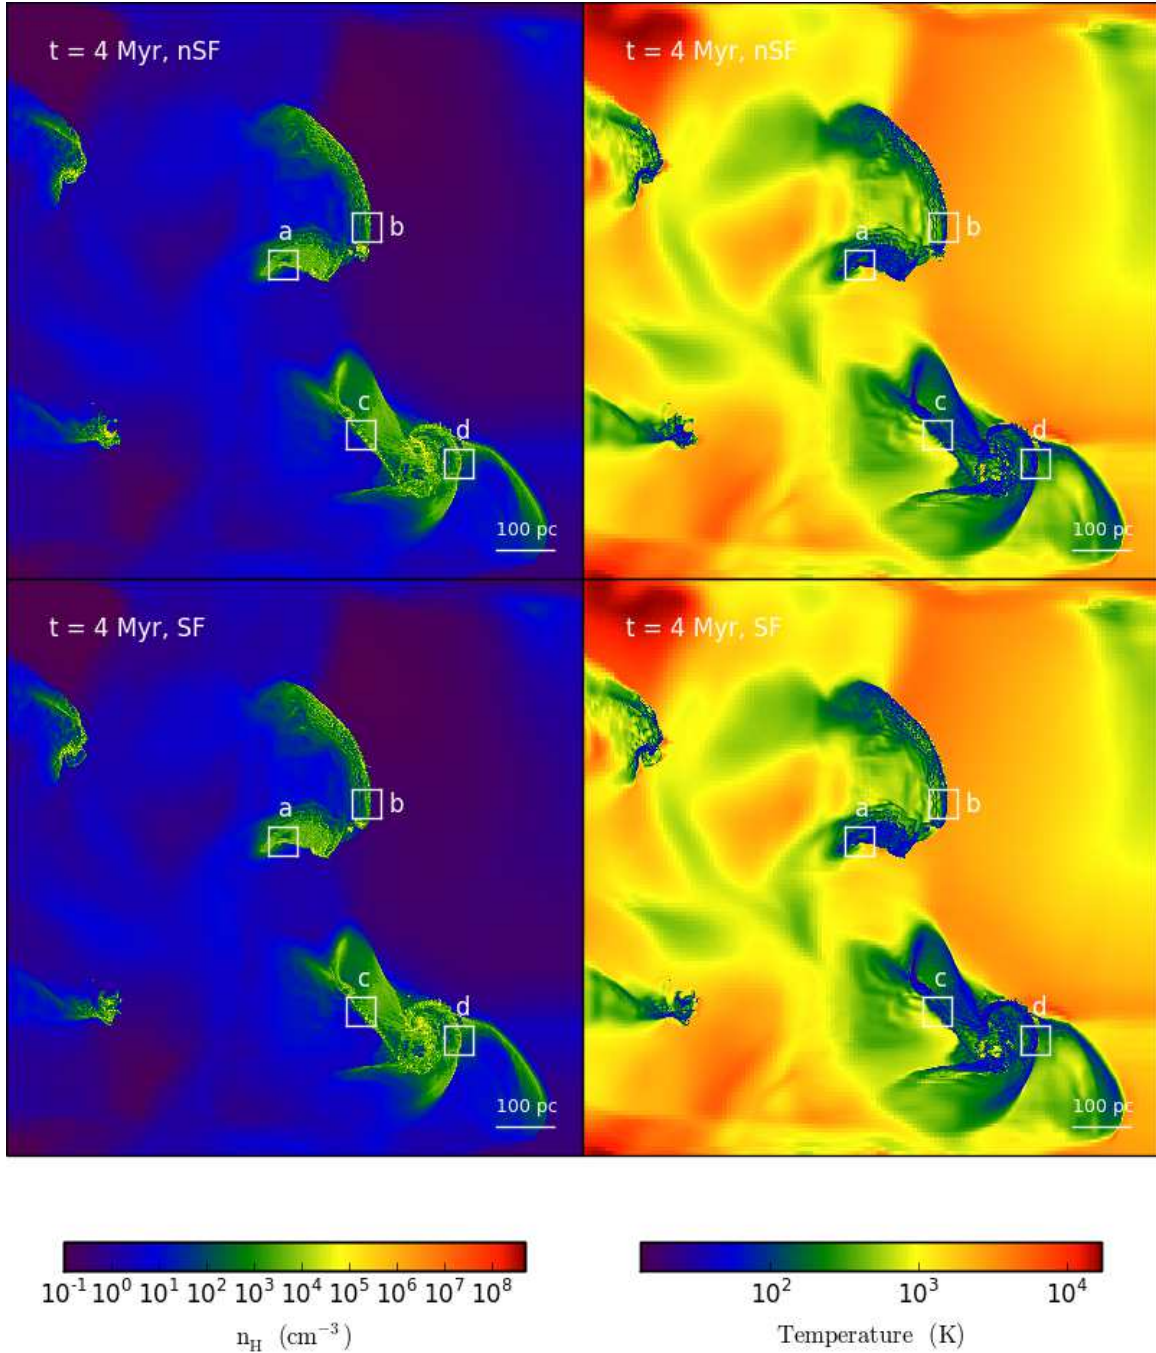 t = 4 Myr, nSF
t = 4 Myr, nSF
a
b
a
b
c
d
c
d
100 pc
100 pc
t = 4 Myr, SF
t = 4 Myr, SF
a
b
a
b
c
d
c
d
100 pc
100 pc
10⁻¹ 10⁰ 10¹ 10² 10³ 10⁴ 10⁵ 10⁶ 10⁷ 10⁸
10² 10³ 10⁴
n_H (cm⁻³)
Temperature (K)